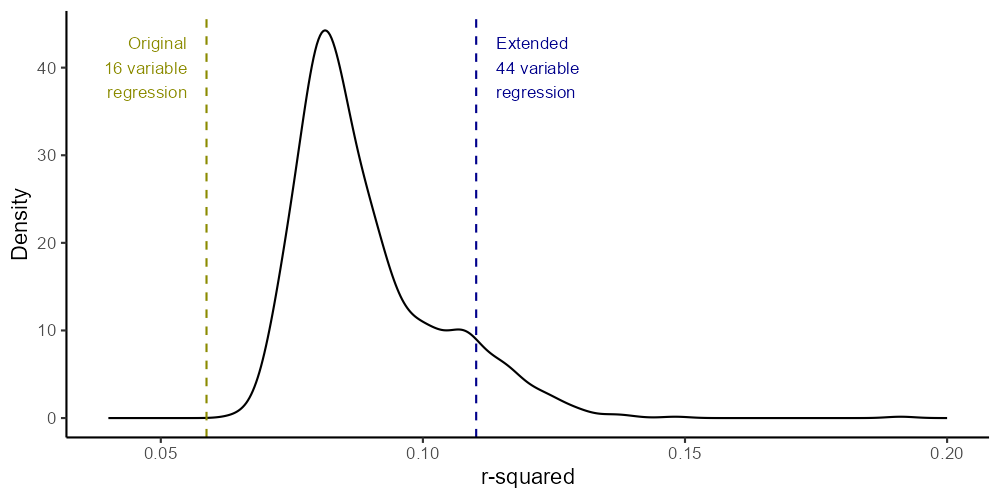 Original
16 variable
regression
Extended
44 variable
regression
Density
40
30
20
10
0
0.05
0.10
0.15
0.20
r-squared